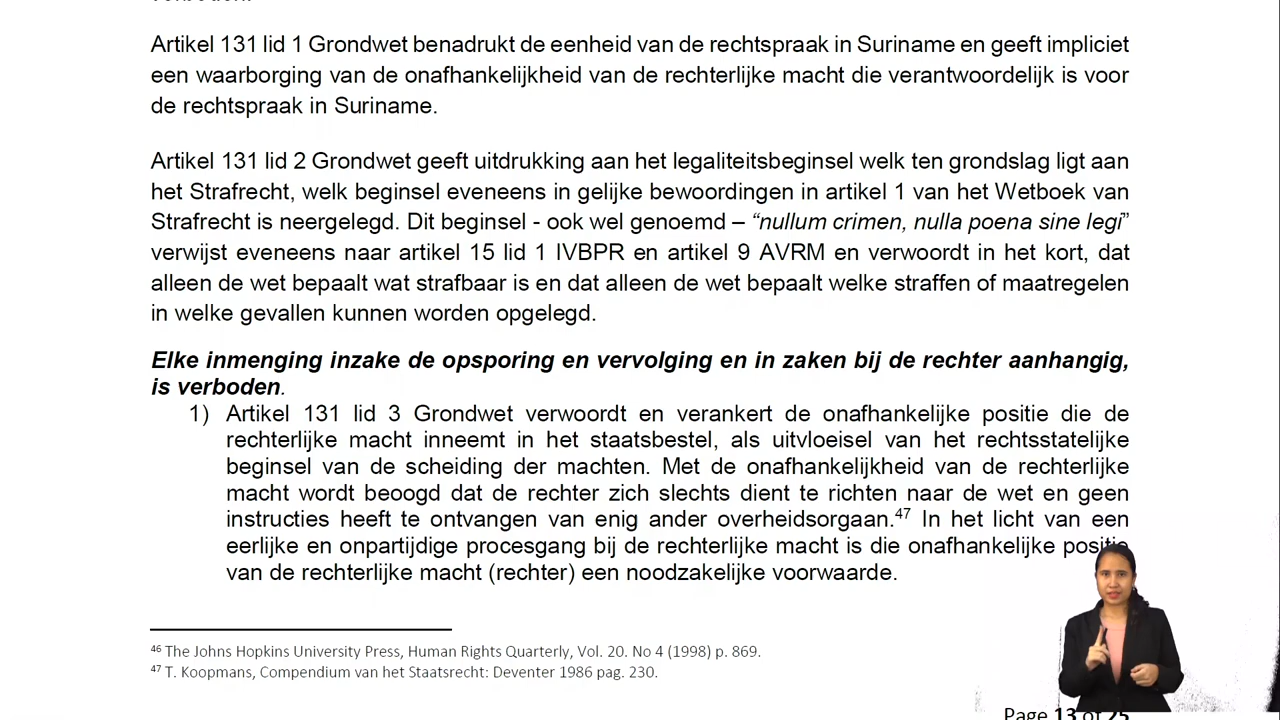 Artikel 131 lid 1 Grondwet benadrukt de eenheid van de rechtspraak in Suriname en geeft impliciet
een waarborging van de onafhankelijkheid van de rechterlijke macht die verantwoordelijk is voor
de rechtspraak in Suriname.
Artikel 131 lid 2 Grondwet geeft uitdrukking aan het legaliteitsbeginsel welk ten grondslag ligt aan
het Strafrecht, welk beginsel eveneens in gelijke bewoordingen in artikel 1 van het Wetboek van
Strafrecht is neergelegd. Dit beginsel - ook wel genoemd – “nullum crimen, nulla poena sine legi”
verwijst eveneens naar artikel 15 lid 1 IVBPR en artikel 9 AVRM en verwoordt in het kort, dat
alleen de wet bepaalt wat strafbaar is en dat alleen de wet bepaalt welke straffen of maatregelen
in welke gevallen kunnen worden opgelegd.
Elke inmenging inzake de opsporing en vervolging en in zaken bij de rechter aanhangig,
is verboden.
1) Artikel 131 lid 3 Grondwet verwoordt en verankert de onafhankelijke positie die de
rechterlijke macht inneemt in het staatsbestel, als uitvloeisel van het rechtsstatelijke
beginsel van de scheiding der machten. Met de onafhankelijkheid van de rechterlijke
macht wordt beoogd dat de rechter zich slechts dient te richten naar de wet en geen
instructies heeft te ontvangen van enig ander overheidsorgaan.47 In het licht van een
eerlijke en onpartijdige procesgang bij de rechterlijke macht is die onafhankelijke positie
van de rechterlijke macht (rechter) een noodzakelijke voorwaarde.
46 The Johns Hopkins University Press, Human Rights Quarterly, Vol. 20. No 4 (1998) p. 869.
47 T. Koopmans, Compendium van het Staatsrecht: Deventer 1986 pag. 230.
Page 13 of 25